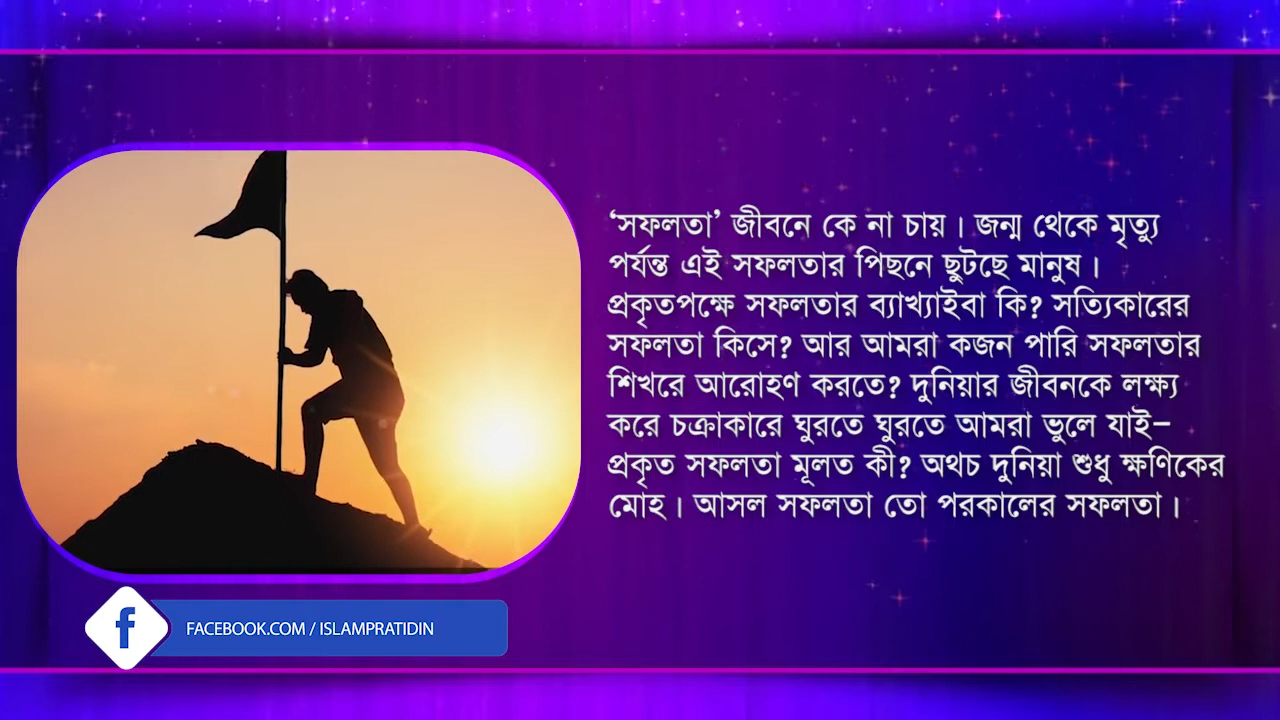 ‘সফলতা’ জীবনে কে না চায়। জন্ম থেকে মৃত্যু
পর্যন্ত এই সফলতার পিছনে ছুটছে মানুষ।
প্রকৃতপক্ষে সফলতার ব্যাখ্যাইবা কি? সত্যিকারের
সফলতা কিসে? আর আমরা কজন পারি সফলতার
শিখরে আরোহণ করতে? দুনিয়ার জীবনকে লক্ষ্য
করে চক্রাকারে ঘুরতে ঘুরতে আমরা ভুলে যাই–
প্রকৃত সফলতা মূলত কী? অথচ দুনিয়া শুধু ক্ষণিকের
মোহ। আসল সফলতা তো পরকালের সফলতা।
f
FACEBOOK.COM / ISLAMPRATIDIN